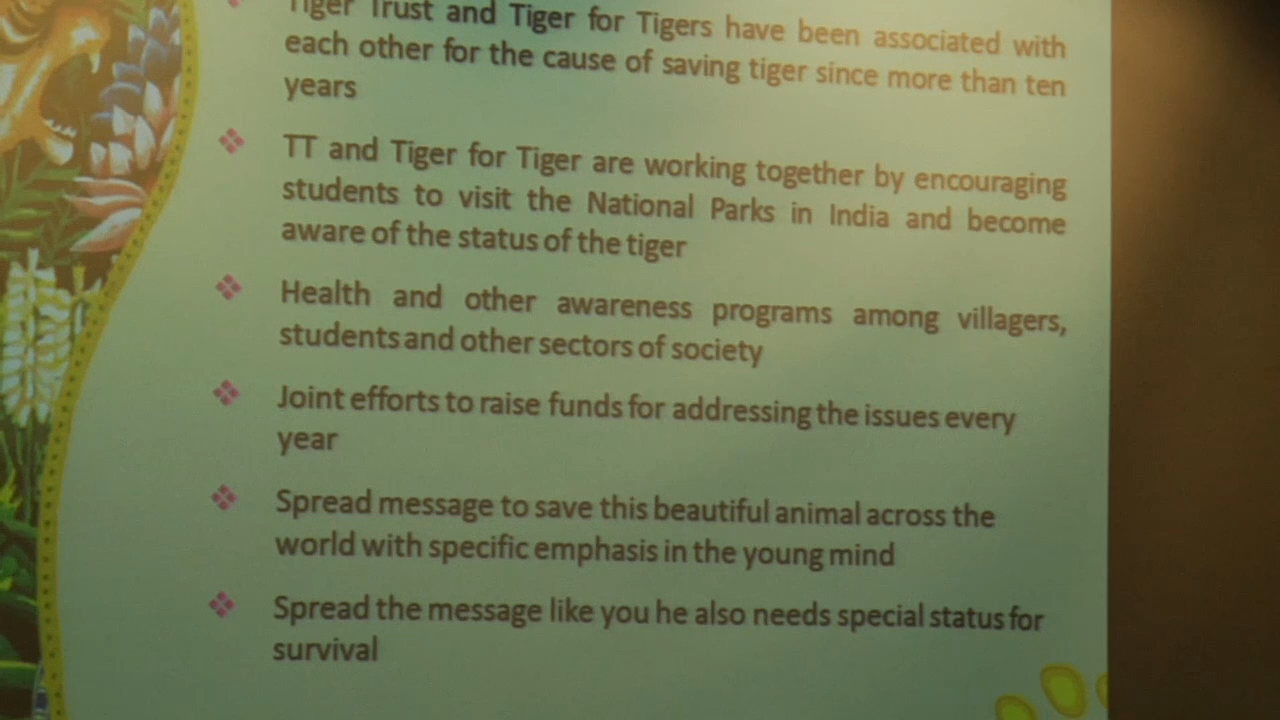 Tiger Trust and Tiger for Tigers have been associated with
each other for the cause of saving tiger since more than ten
years
TT and Tiger for Tiger are working together by encouraging
students to visit the National Parks in India and become
aware of the status of the tiger
Health and other awareness programs among villagers,
students and other sectors of society
Joint efforts to raise funds for addressing the issues every
year
Spread message to save this beautiful animal across the
world with specific emphasis in the young mind
Spread the message like you he also needs special status for
survival